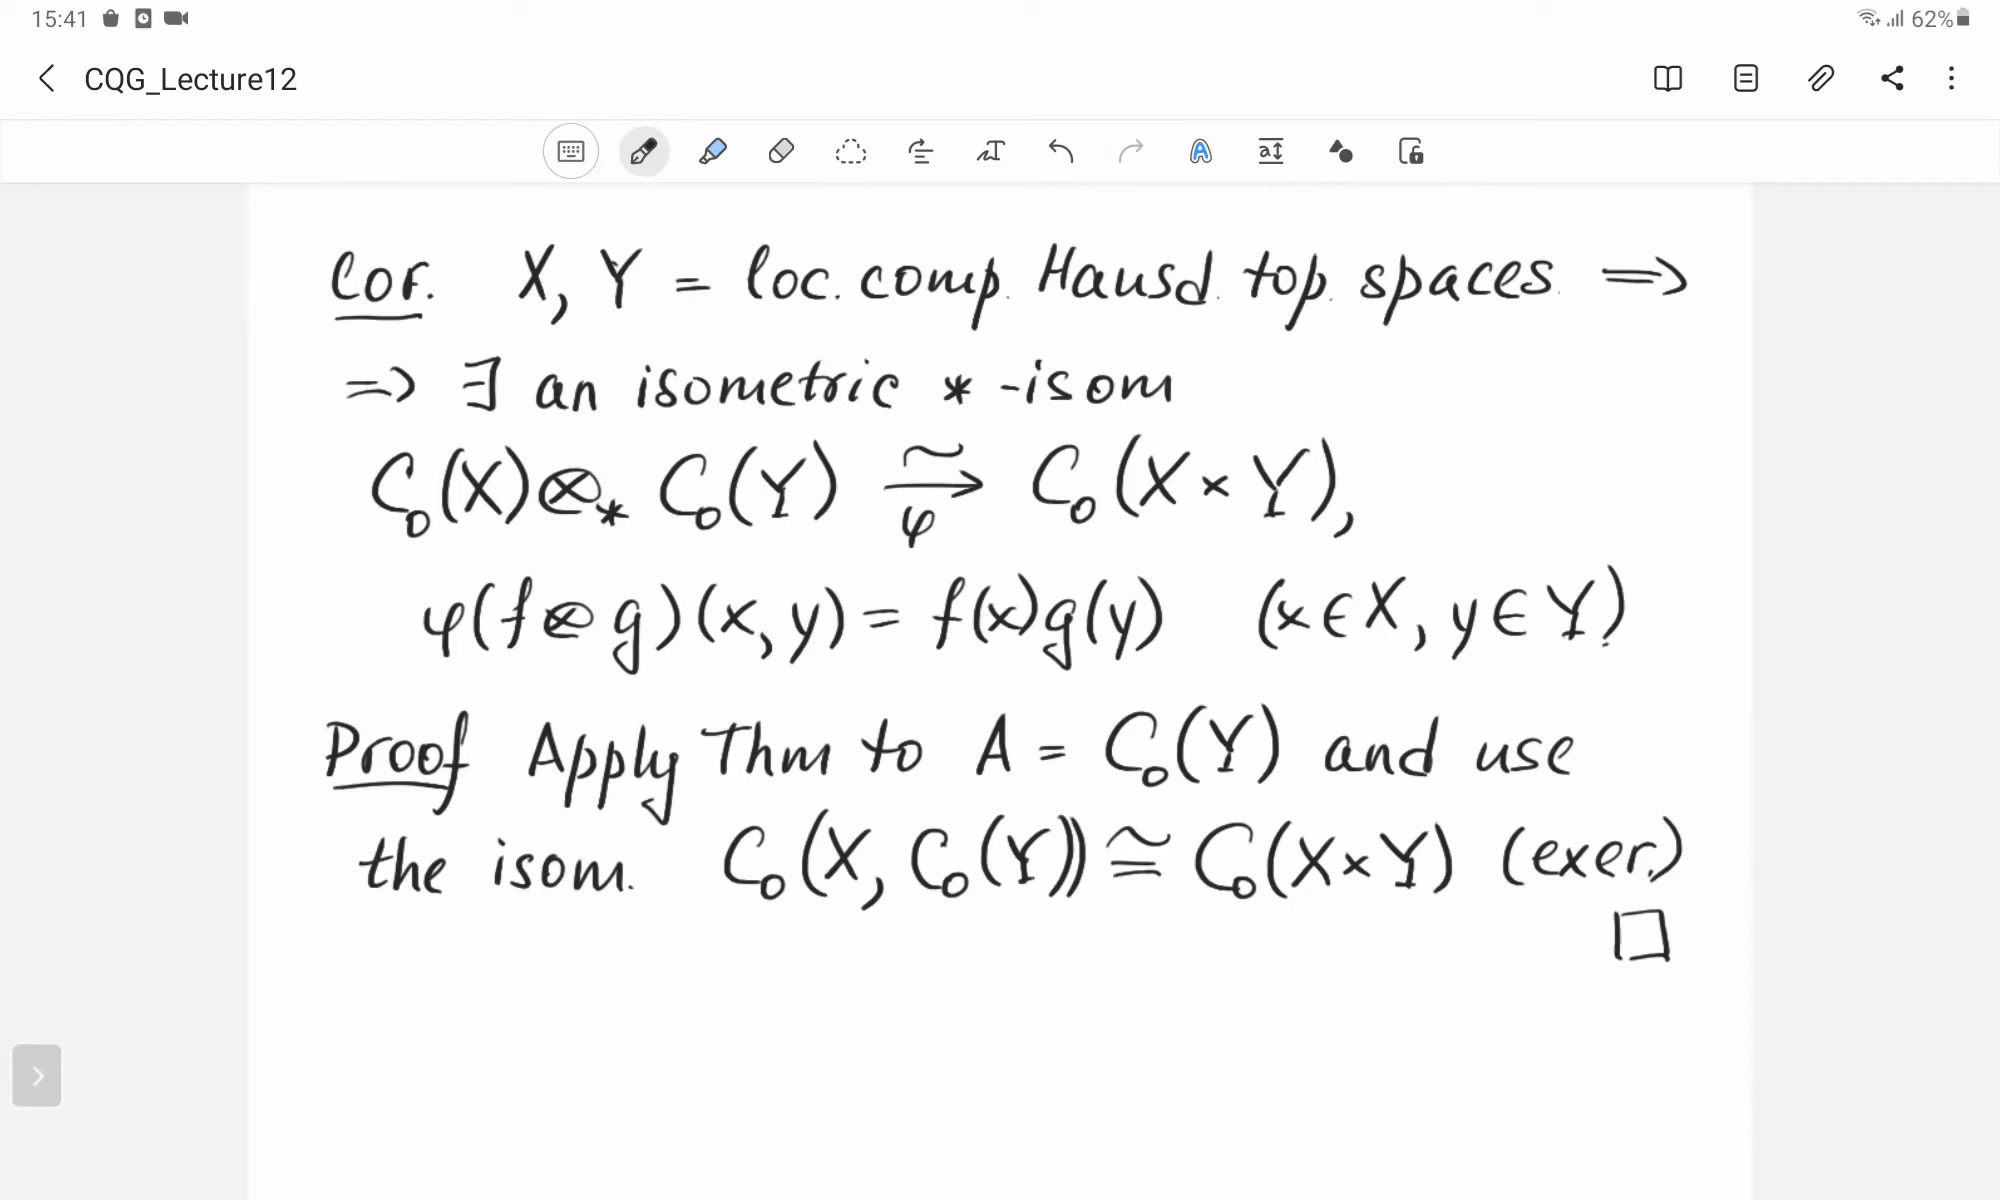 15:41 62%
CQG_Lecture12
Cor. X, Y = loc. comp. Hausd. top. spaces. ⟹
=> ∃ an isometric * -isom
C₀(X)⊗⁎ C₀(Y) ⥲ φ C₀(X × Y),
φ(f⊗g)(x,y) = f(x)g(y) (x∈X, y∈Y).
Proof Apply Thm to A = C₀(Y) and use
the isom. C₀(X, C₀(Y)) ≅ C₀(X×Y) (exer.)
□